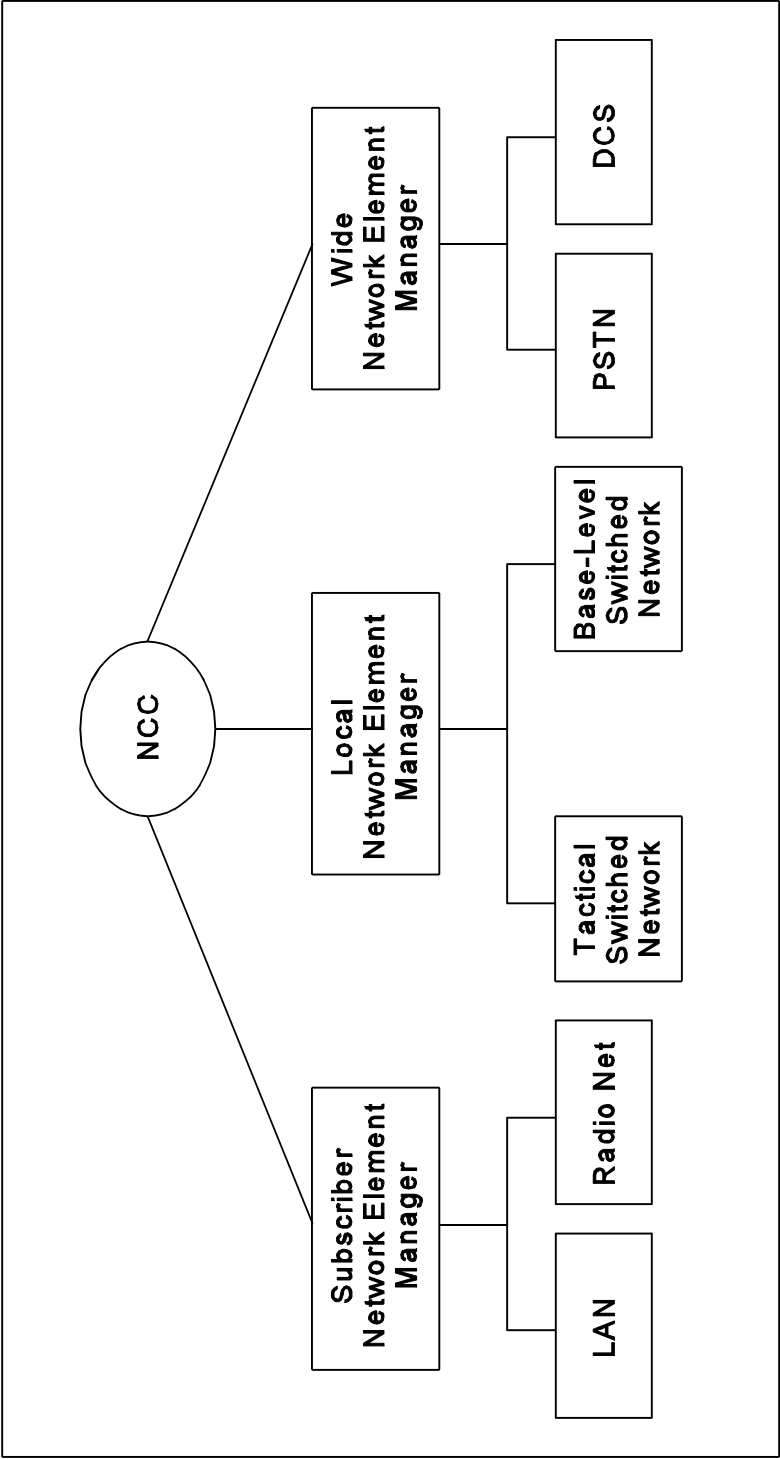 NCC
Subscriber
Network Element
Manager
Local
Network Element
Manager
Wide
Network Element
Manager
LAN
Radio Net
Tactical
Switched
Network
Base-Level
Switched
Network
PSTN
DCS